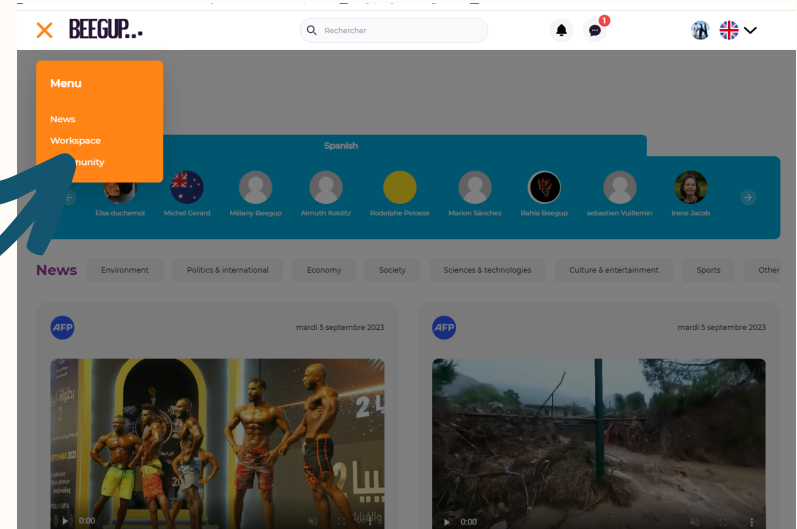 BEEGUP...
Rechercher
1
Menu
News
Workspace
munity
Spanish
Elsa duchemol
Michel Gerard
Mélany Beegup
Almuth Kolditz
Rodolphe Pelosse
Marion Sánchez
Bahia Beegup
sebastien Vuillemin
Irene Jacob
News
Environment
Politics & international
Economy
Society
Sciences & technologies
Culture & entertainment
Sports
Other
AFP
mardi 5 septembre 2023
AFP
mardi 5 septembre 2023
0:00
0:00